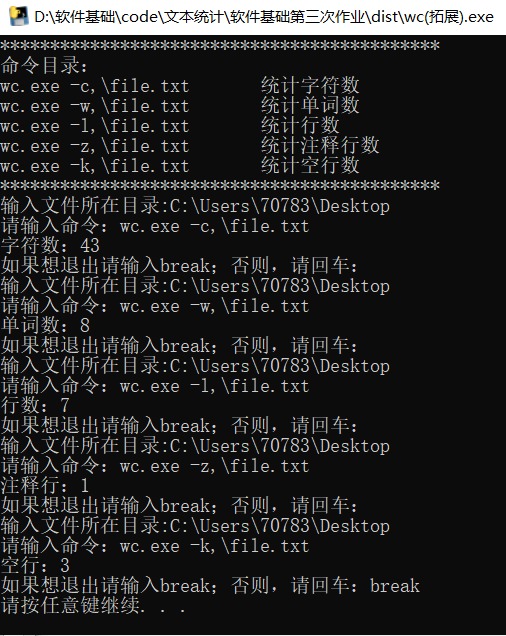 D:\软件基础\code\文本统计\软件基础第三次作业\dist\wc(拓展).exe
********************************************
命令目录：
wc.exe -c,\file.txt 统计字符数
wc.exe -w,\file.txt 统计单词数
wc.exe -l,\file.txt 统计行数
wc.exe -z,\file.txt 统计注释行数
wc.exe -k,\file.txt 统计空行数
********************************************
输入文件所在目录:C:\Users\70783\Desktop
请输入命令：wc.exe -c,\file.txt
字符数：43
如果想退出请输入break；否则，请回车：
输入文件所在目录:C:\Users\70783\Desktop
请输入命令：wc.exe -w,\file.txt
单词数：8
如果想退出请输入break；否则，请回车：
输入文件所在目录:C:\Users\70783\Desktop
请输入命令：wc.exe -l,\file.txt
行数：7
如果想退出请输入break；否则，请回车：
输入文件所在目录:C:\Users\70783\Desktop
请输入命令：wc.exe -z,\file.txt
注释行：1
如果想退出请输入break；否则，请回车：
输入文件所在目录:C:\Users\70783\Desktop
请输入命令：wc.exe -k,\file.txt
空行：3
如果想退出请输入break；否则，请回车：break
请按任意键继续. . .